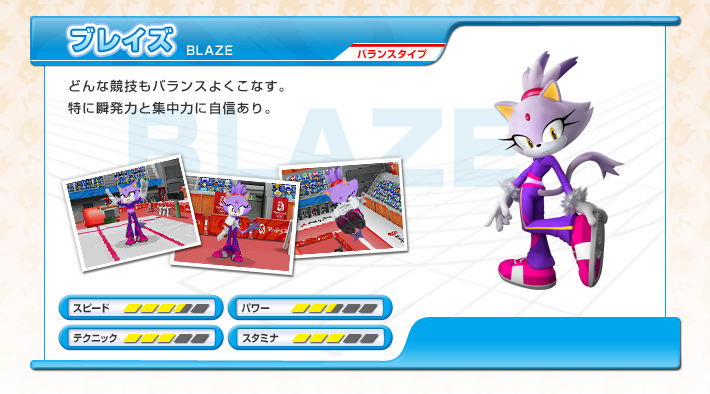 ブレイズ BLAZE
バランスタイプ
どんな競技もバランスよくこなす。
特に瞬発力と集中力に自信あり。
BLAZE
スピード
パワー
テクニック
スタミナ